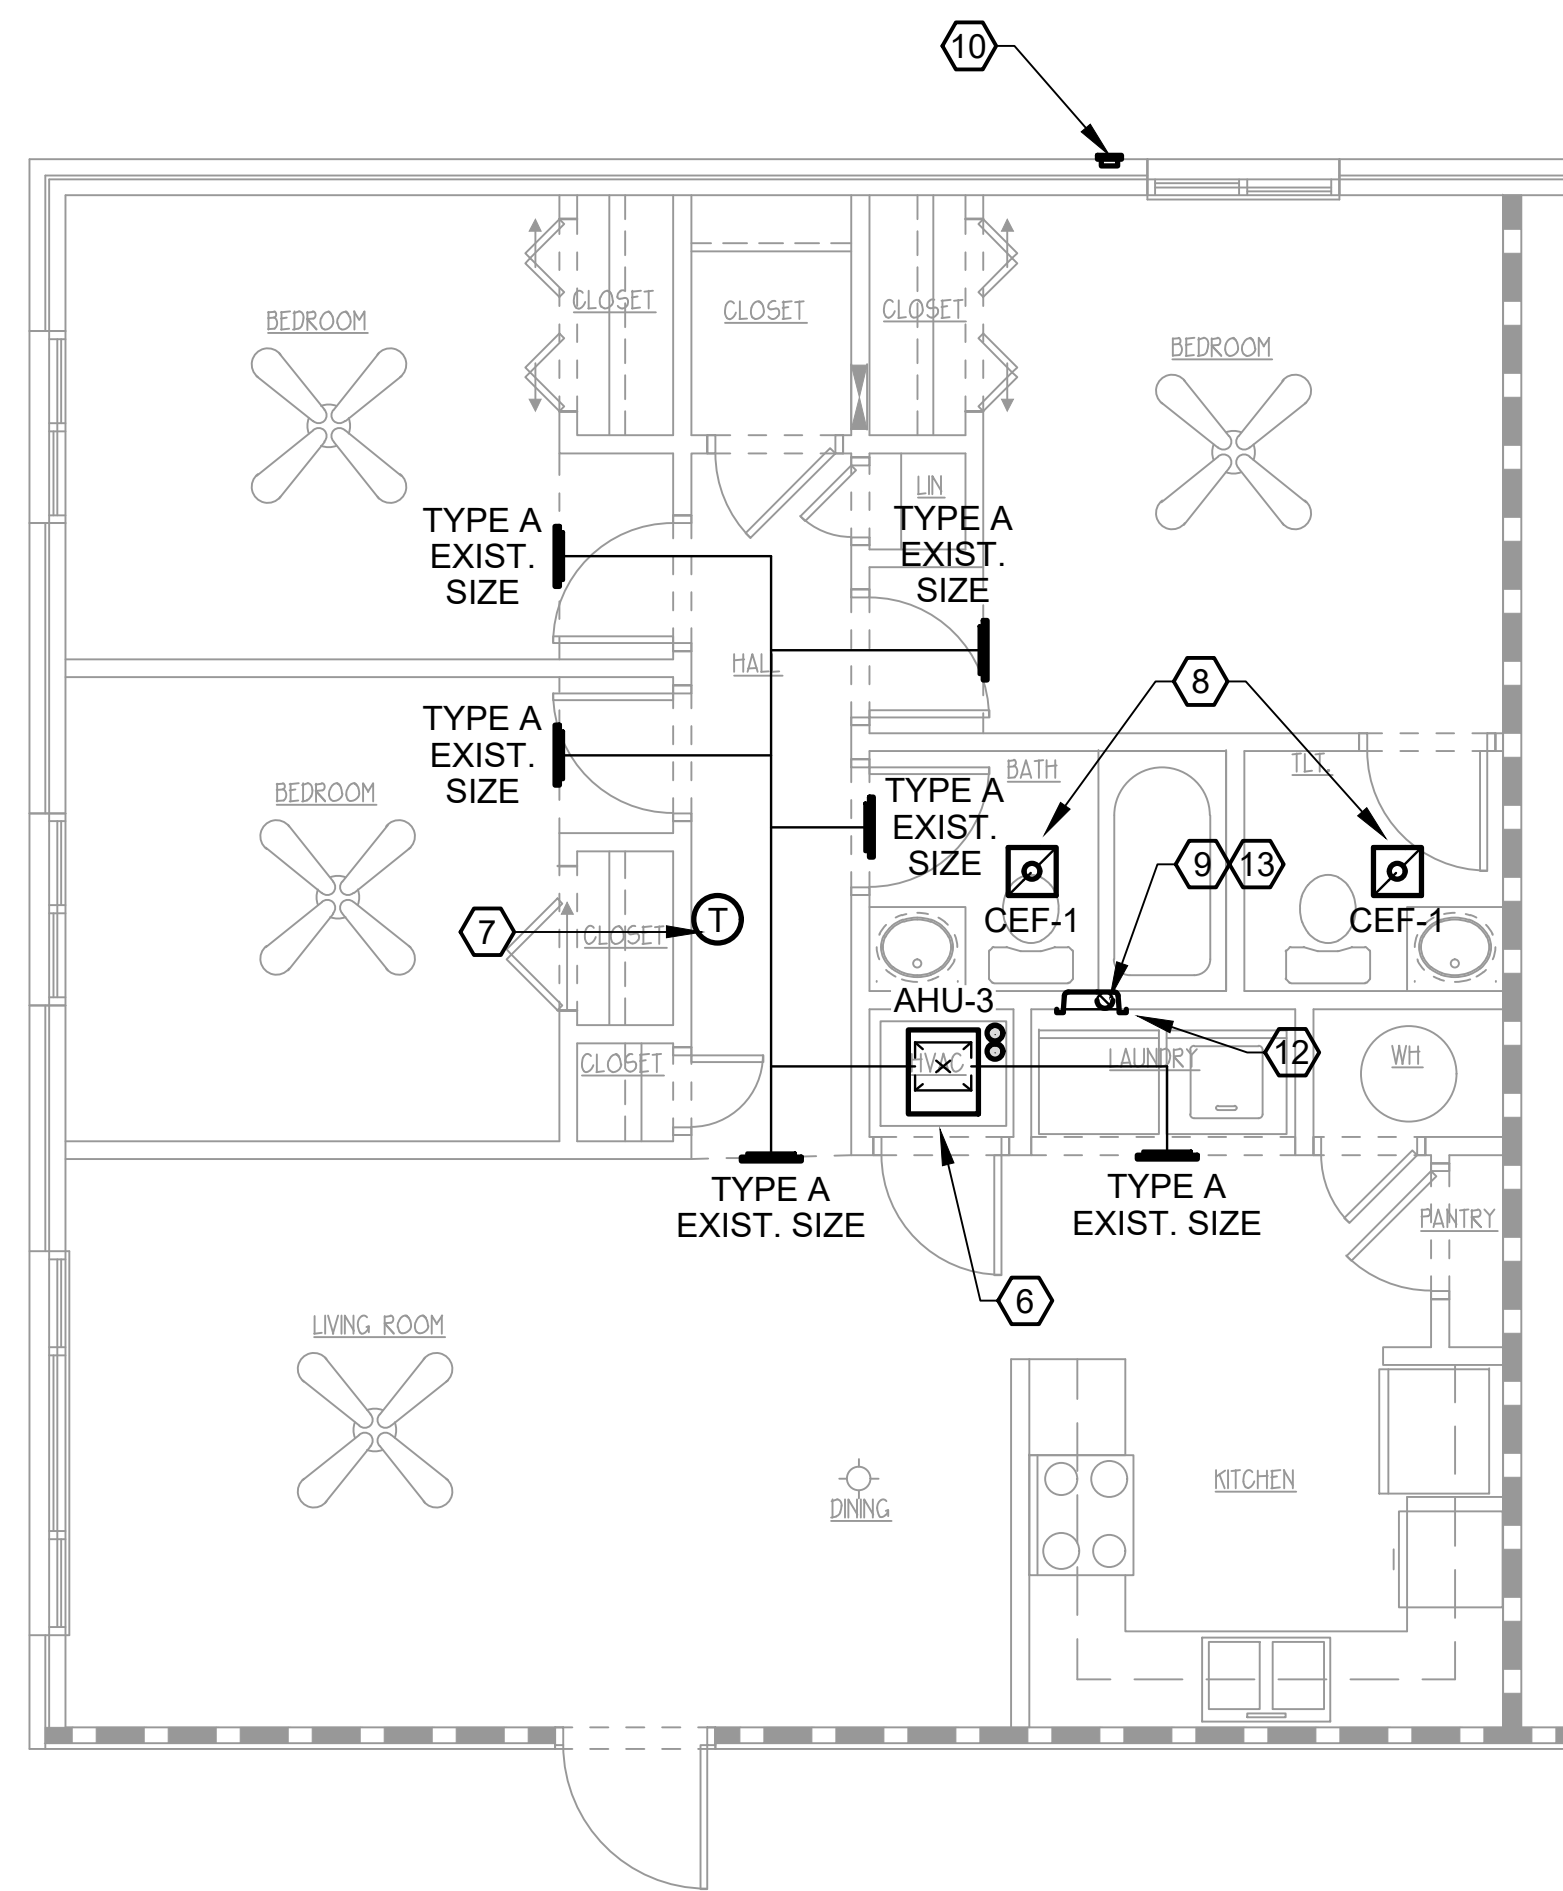 10
BEDROOM
CLOSET
CLOSET
CLOSET
BEDROOM
LIN
TYPE A
EXIST.
SIZE
TYPE A
EXIST.
SIZE
HALL
8
TYPE A
EXIST.
SIZE
BEDROOM
BATH
TLT.
TYPE A
EXIST.
SIZE
9
13
CEF-1
CEF-1
7
T
CLOSET
AHU-3
CLOSET
HVAC
LAUNDRY
12
WH
TYPE A
EXIST. SIZE
TYPE A
EXIST. SIZE
PANTRY
6
LIVING ROOM
KITCHEN
DINING